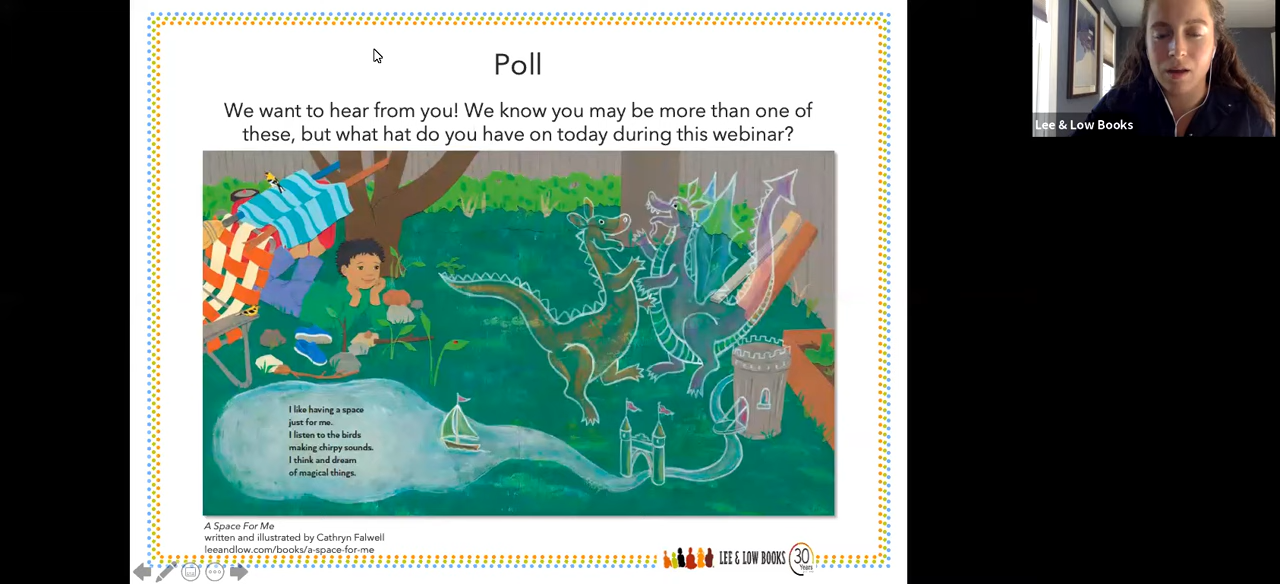 Poll
We want to hear from you! We know you may be more than one of
these, but what hat do you have on today during this webinar?
I like having a space
just for me.
I listen to the birds
making chirpy sounds.
I think and dream
of magical things.
A Space For Me
written and illustrated by Cathryn Falwell
leeandlow.com/books/a-space-for-me
LEE & LOW BOOKS
30
Years
Lee & Low Books